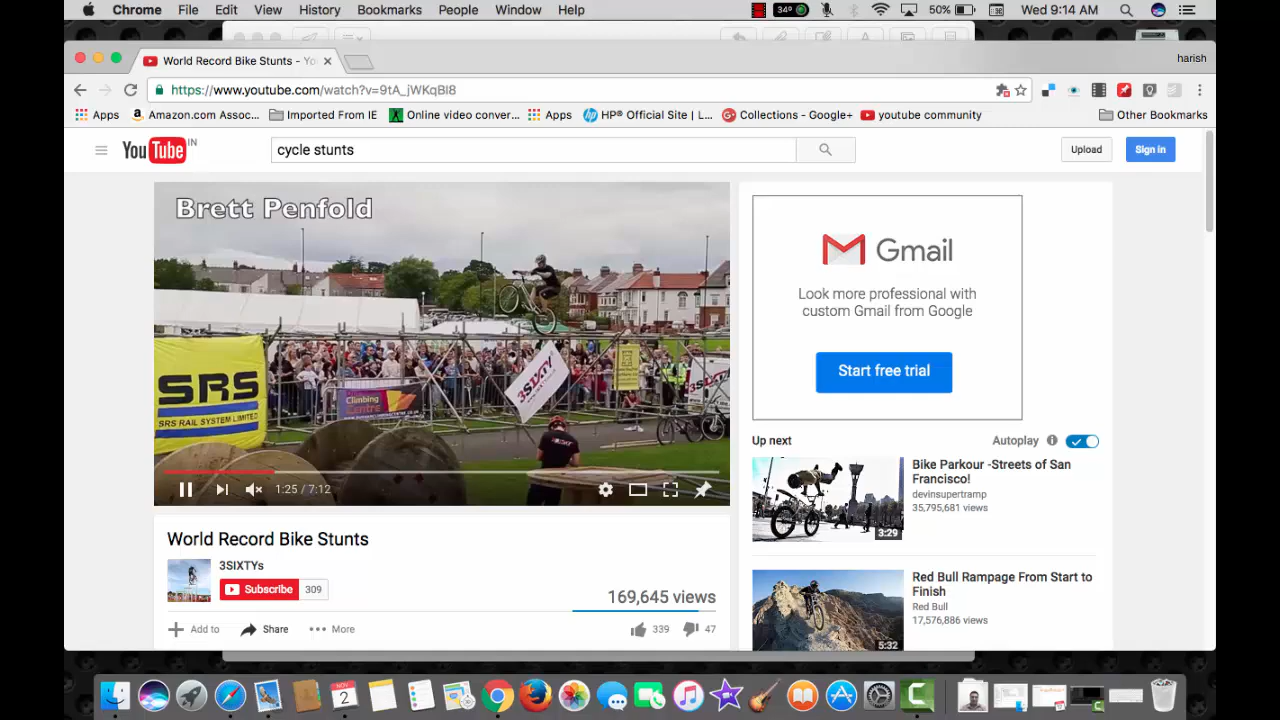 Chrome File Edit View History Bookmarks People Window Help 34° 50% Wed 9:14 AM
World Record Bike Stunts - Yo
harish
https://www.youtube.com/watch?v=9tA_jWKqBl8
Apps Amazon.com Assoc... Imported From IE Online video conver... Apps HP® Official Site | L... Collections - Google+ youtube community Other Bookmarks
YouTube IN
cycle stunts
Upload
Sign in
Brett Penfold
SRS
SRS RAIL SYSTEM LIMITED
Climbing
Centre
3SIXTY
3SIXTY
1:25 / 7:12
World Record Bike Stunts
3SIXTYs
Subscribe 309
169,645 views
Add to Share More 339 47
Gmail
Look more professional with
custom Gmail from Google
Start free trial
Up next Autoplay
Bike Parkour -Streets of San
Francisco!
devinsupertramp
35,795,681 views
3:29
Red Bull Rampage From Start to
Finish
Red Bull
17,576,886 views
5:32
NOV
2